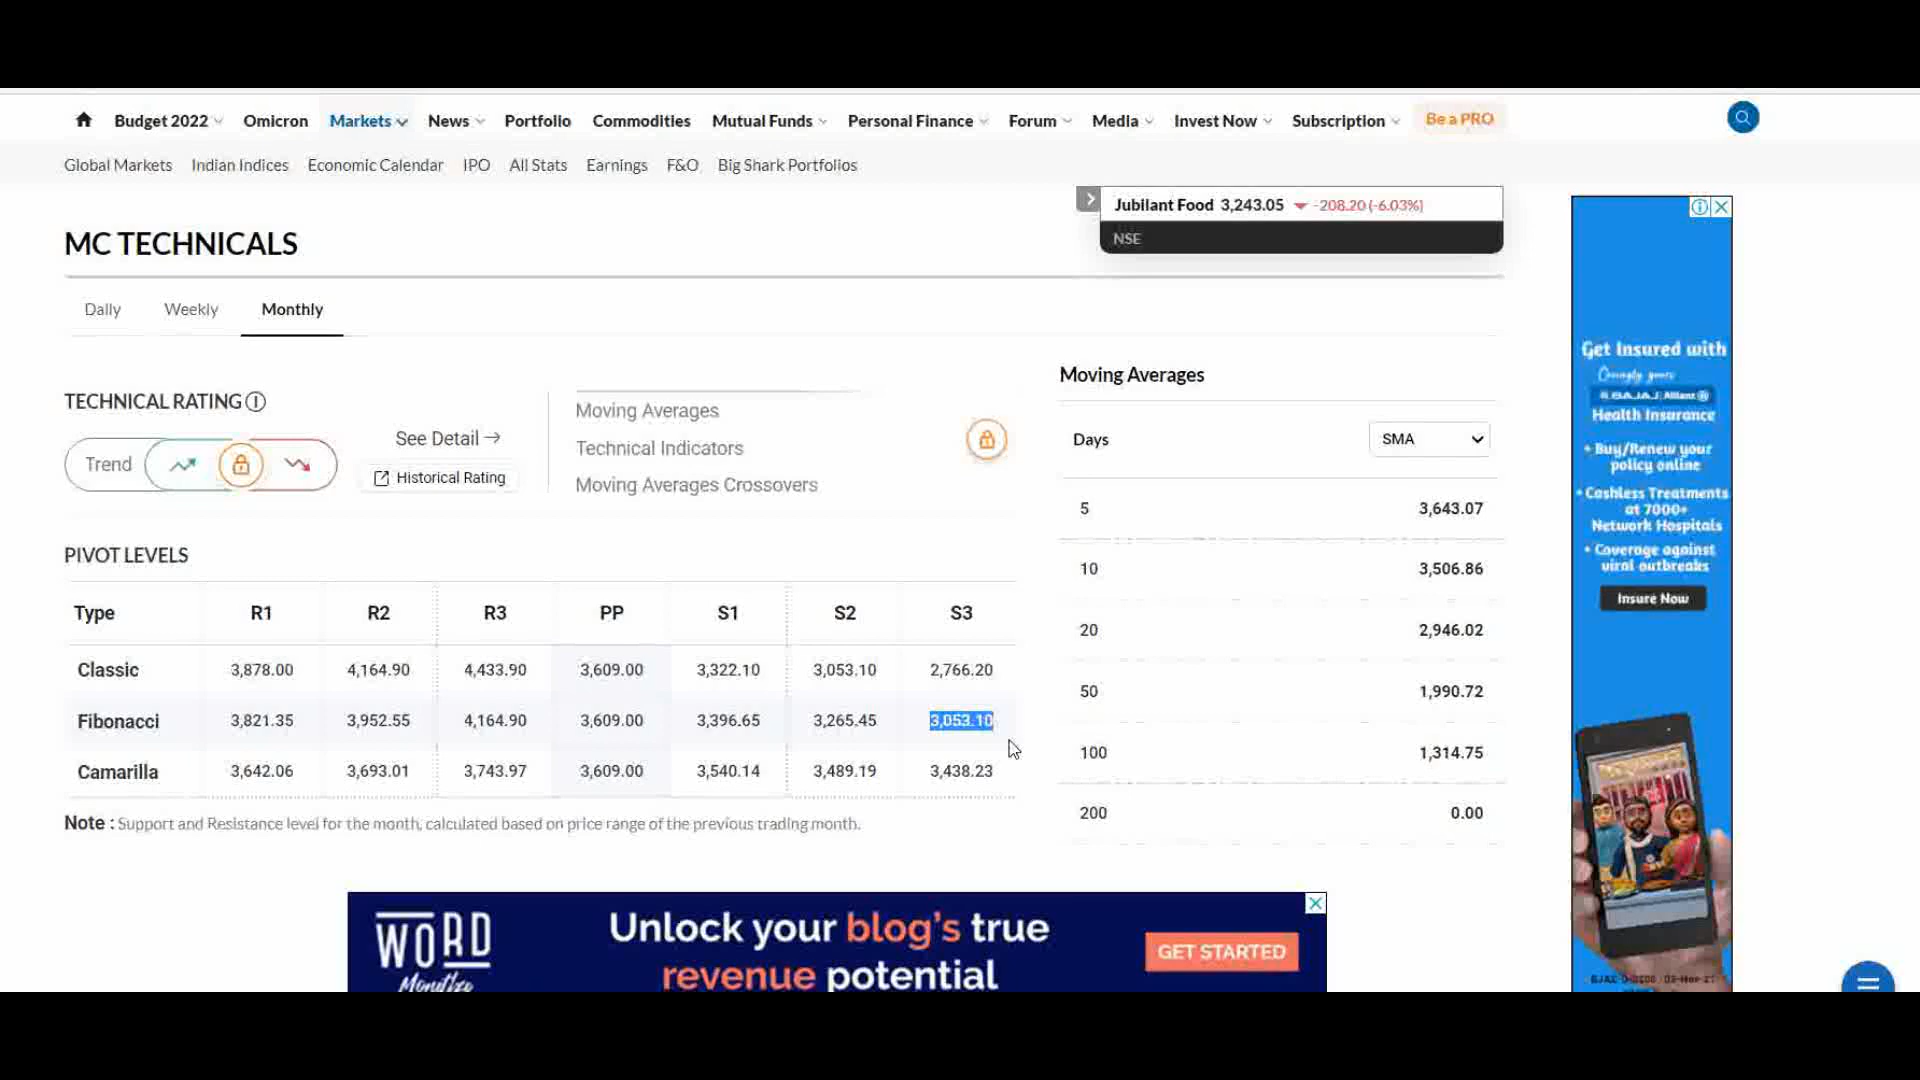 Budget 2022 Omicron Markets News Portfolio Commodities Mutual Funds Personal Finance Forum Media Invest Now Subscription Be a PRO
Global Markets Indian Indices Economic Calendar IPO All Stats Earnings F&O Big Shark Portfolios
Jubilant Food 3,243.05 -208.20 (-6.03%)
NSE
MC TECHNICALS
Daily Weekly Monthly
TECHNICAL RATING
Trend
See Detail
Historical Rating
Moving Averages
Technical Indicators
Moving Averages Crossovers
PIVOT LEVELS
Type R1 R2 R3 PP S1 S2 S3
Classic 3,878.00 4,164.90 4,433.90 3,609.00 3,322.10 3,053.10 2,766.20
Fibonacci 3,821.35 3,952.55 4,164.90 3,609.00 3,396.65 3,265.45 3,053.10
Camarilla 3,642.06 3,693.01 3,743.97 3,609.00 3,540.14 3,489.19 3,438.23
Note : Support and Resistance level for the month, calculated based on price range of the previous trading month.
Moving Averages
Days SMA
5 3,643.07
10 3,506.86
20 2,946.02
50 1,990.72
100 1,314.75
200 0.00
Get Insured with
Caringly yours
BAJAJ Allianz
Health Insurance
• Buy/Renew your
policy online
• Cashless Treatments
at 7000+
Network Hospitals
• Coverage against
viral outbreaks
Insure Now
WORD
Monetize
Unlock your blog's true
revenue potential
GET STARTED